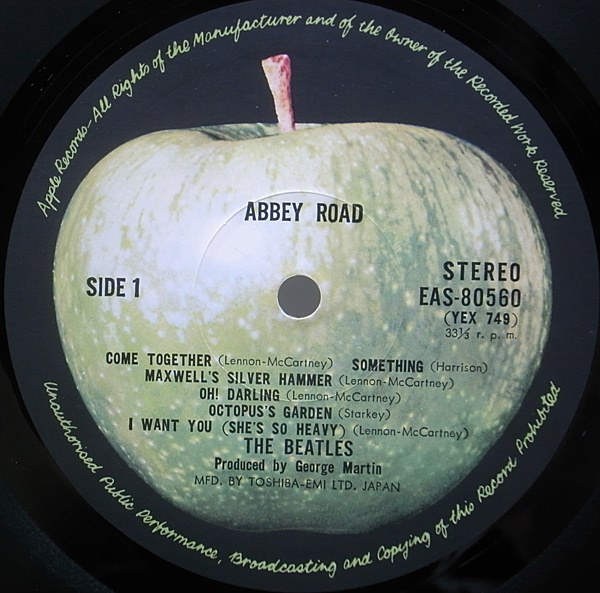 Apple Records-All Rights of the Manufacturer and of the Owner of the Recorded Work Reserved
ABBEY ROAD
SIDE 1
STEREO
EAS-80560
(YEX 749)
33⅓ r. p. m.
COME TOGETHER (Lennon-McCartney) SOMETHING (Harrison)
MAXWELL'S SILVER HAMMER (Lennon-McCartney)
OH! DARLING (Lennon-McCartney)
OCTOPUS'S GARDEN (Starkey)
I WANT YOU (SHE'S SO HEAVY) (Lennon-McCartney)
THE BEATLES
Produced by George Martin
MFD. BY TOSHIBA-EMI LTD. JAPAN
Unauthorised Public Performance, Broadcasting and Copying of this Record Prohibited